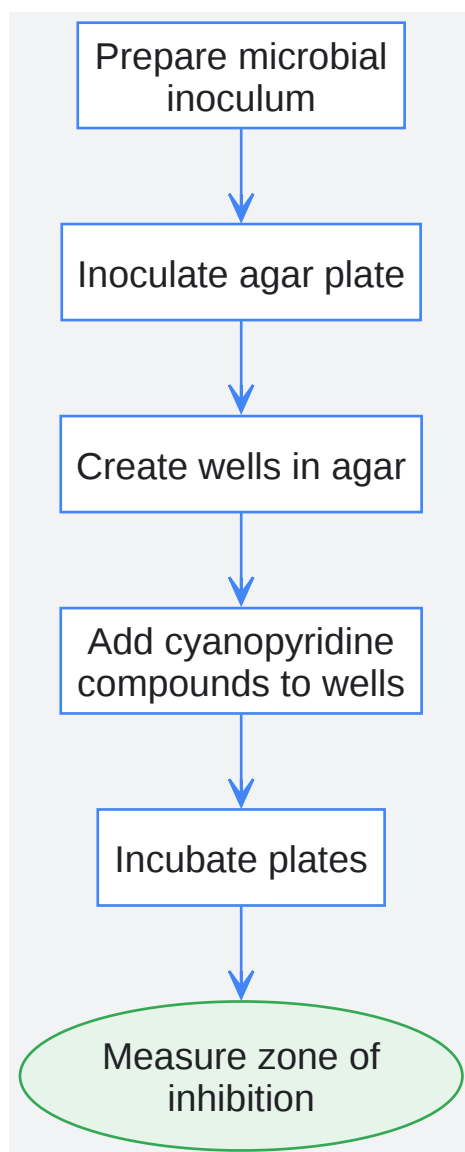 Prepare microbial
inoculum
Inoculate agar plate
Create wells in agar
Add cyanopyridine
compounds to wells
Incubate plates
Measure zone of
inhibition